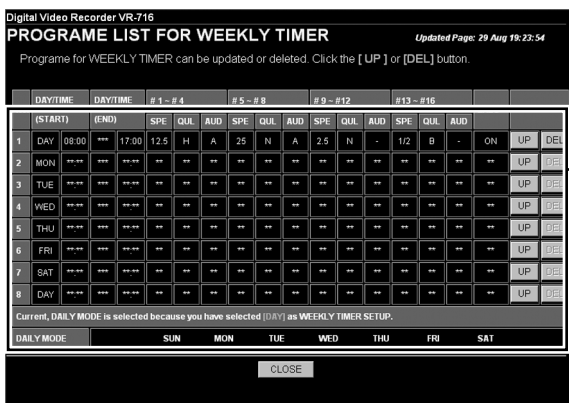 Digital Video Recorder VR-716
PROGRAME LIST FOR WEEKLY TIMER Updated Page: 29 Aug 19:23:54
Programe for WEEKLY TIMER can be updated or deleted. Click the [ UP ] or [DEL] button.
DAY/TIME DAY/TIME # 1 ~ # 4 # 5 ~ # 8 # 9 ~ #12 #13 ~ #16
(START) (END) SPE QUL AUD SPE QUL AUD SPE QUL AUD SPE QUL AUD
1 DAY 08:00 *** 17:00 12.5 H A 25 N A 2.5 N - 1/2 B - ON UP DEL
2 MON **:** *** **:** ** ** ** ** ** ** ** ** ** ** ** ** ** UP DEL
3 TUE **:** *** **:** ** ** ** ** ** ** ** ** ** ** ** ** ** UP DEL
4 WED **:** *** **:** ** ** ** ** ** ** ** ** ** ** ** ** ** UP DEL
5 THU **:** *** **:** ** ** ** ** ** ** ** ** ** ** ** ** ** UP DEL
6 FRI **:** *** **:** ** ** ** ** ** ** ** ** ** ** ** ** ** UP DEL
7 SAT **:** *** **:** ** ** ** ** ** ** ** ** ** ** ** ** ** UP DEL
8 DAY **:** *** **:** ** ** ** ** ** ** ** ** ** ** ** ** ** UP DEL
Current, DAILY MODE is selected because you have selected [DAY] as WEEKLY TIMER SETUP.
DAILY MODE SUN MON TUE WED THU FRI SAT
CLOSE